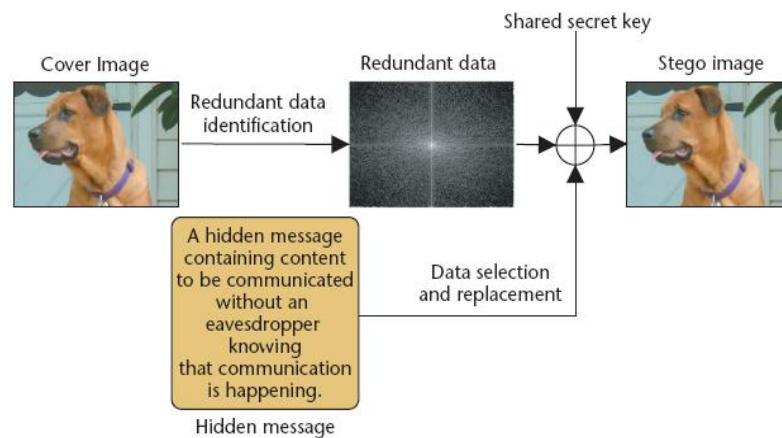 Shared secret key
Cover Image
Redundant data
Stego image
Redundant data
identification
A hidden message
containing content
to be communicated
without an
eavesdropper
knowing
that communication
is happening.
Data selection
and replacement
Hidden message